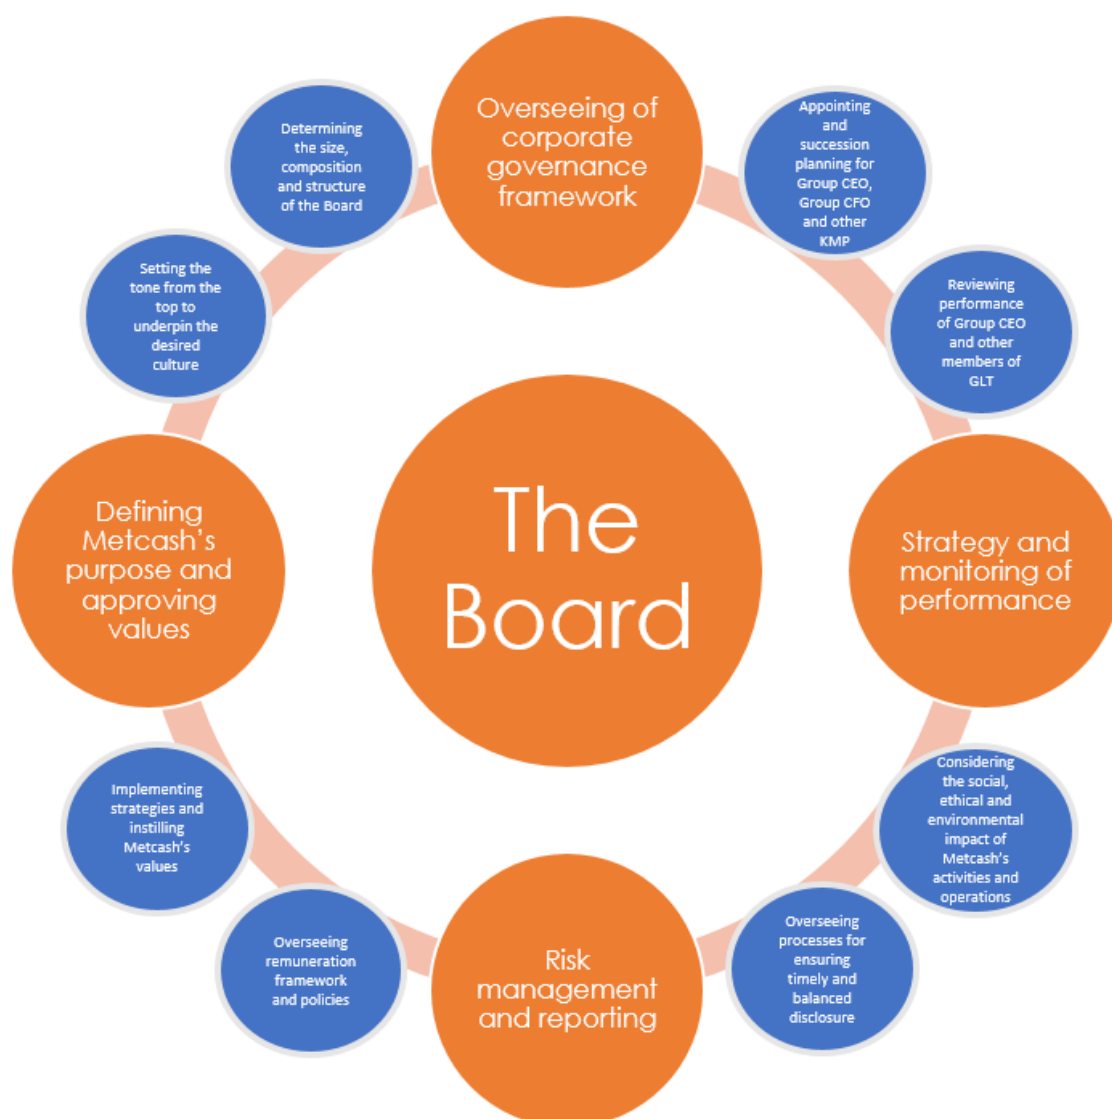 Overseeing of
corporate
governance
framework
Appointing
and
succession
planning for
Group CEO,
Group CFO
and other
KMP
Reviewing
performance
of Group CEO
and other
members of
GLT
Strategy and
monitoring of
performance
Considering
the social,
ethical and
environmental
impact of
Metcash's
activities and
operations
Overseeing
processes for
ensuring
timely and
balanced
disclosure
Risk
management
and reporting
Overseeing
remuneration
framework
and policies
Implementing
strategies and
instilling
Metcash's
values
Defining
Metcash's
purpose and
approving
values
Setting the
tone from the
top to
underpin the
desired
culture
Determining
the size,
composition
and structure
of the Board
The
Board